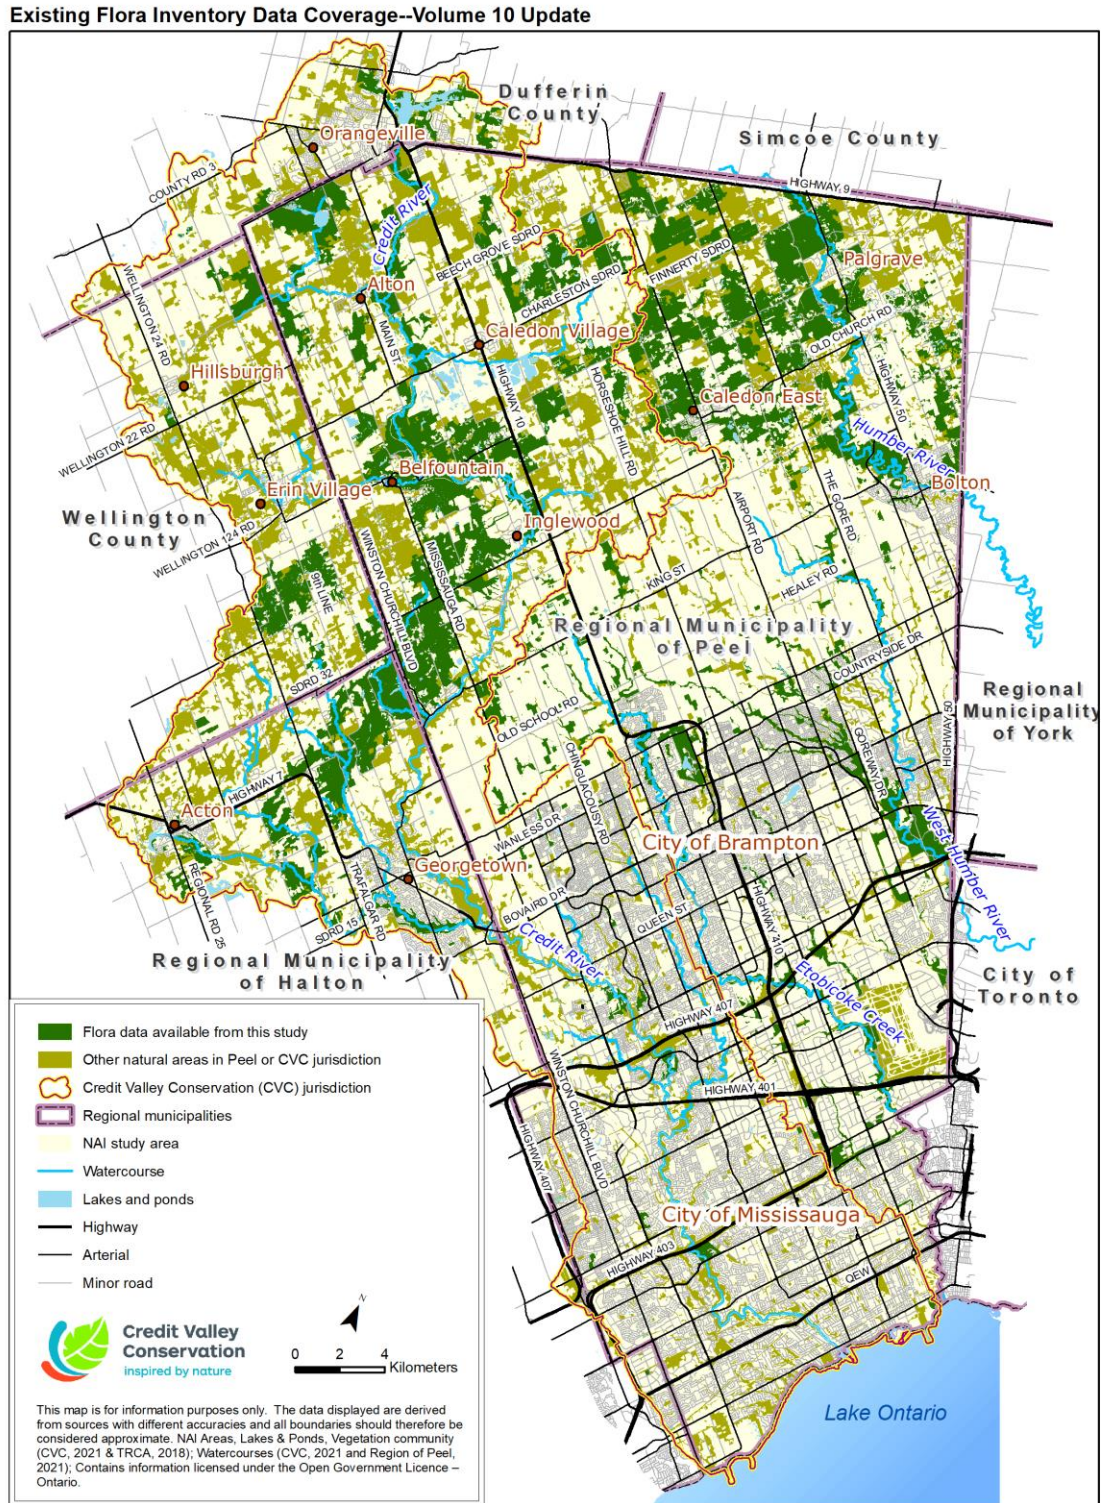 Existing Flora Inventory Data Coverage--Volume 10 Update
Dufferin
County
Simcoe County
Orangeville
COUNTY RD 3
HIGHWAY 9
Credit River
BEECH GROVE SDRD
FINNERTY SDRD
Palgrave
WELLINGTON 24 RD
Alton
CHARLESTON SDRD
OLD CHURCH RD
MAIN ST.
Caledon Village
Hillsburgh
HIGHWAY 10
HORSESHOE HILL RD
HIGHWAY 50
Caledon East
WELLINGTON 22 RD
Humber River
Belfountain
Erin Village
Bolton
Wellington
County
Inglewood
AIRPORT RD
THE GORE RD
WELLINGTON 124 RD
WINSTON CHURCHILL BLVD
MISSISSAUGA RD
9th LINE
KING ST
HEALEY RD
Regional Municipality
of Peel
COUNTRYSIDE DR
SDRD 32
Regional
Municipality
of York
OLD SCHOOL RD
HIGHWAY 50
CHINGUACOUSY RD
GOREWAY DR
HIGHWAY 7
Acton
WANLESS DR
City of Brampton
West Humber River
Georgetown
REGIONAL RD 25
TRAFALGAR RD
BOVAIRD DR
QUEEN ST
HIGHWAY 410
SDRD 15
Credit River
Regional Municipality
of Halton
Etobicoke Creek
City of
Toronto
HIGHWAY 407
WINSTON CHURCHILL BLVD
HIGHWAY 401
HIGHWAY 407
City of Mississauga
HIGHWAY 403
QEW
Lake Ontario
Flora data available from this study
Other natural areas in Peel or CVC jurisdiction
Credit Valley Conservation (CVC) jurisdiction
Regional municipalities
NAI study area
Watercourse
Lakes and ponds
Highway
Arterial
Minor road
Credit Valley
Conservation
inspired by nature
N
0 2 4
Kilometers
This map is for information purposes only. The data displayed are derived
from sources with different accuracies and all boundaries should therefore be
considered approximate. NAI Areas, Lakes & Ponds, Vegetation community
(CVC, 2021 & TRCA, 2018); Watercourses (CVC, 2021 and Region of Peel,
2021); Contains information licensed under the Open Government Licence –
Ontario.